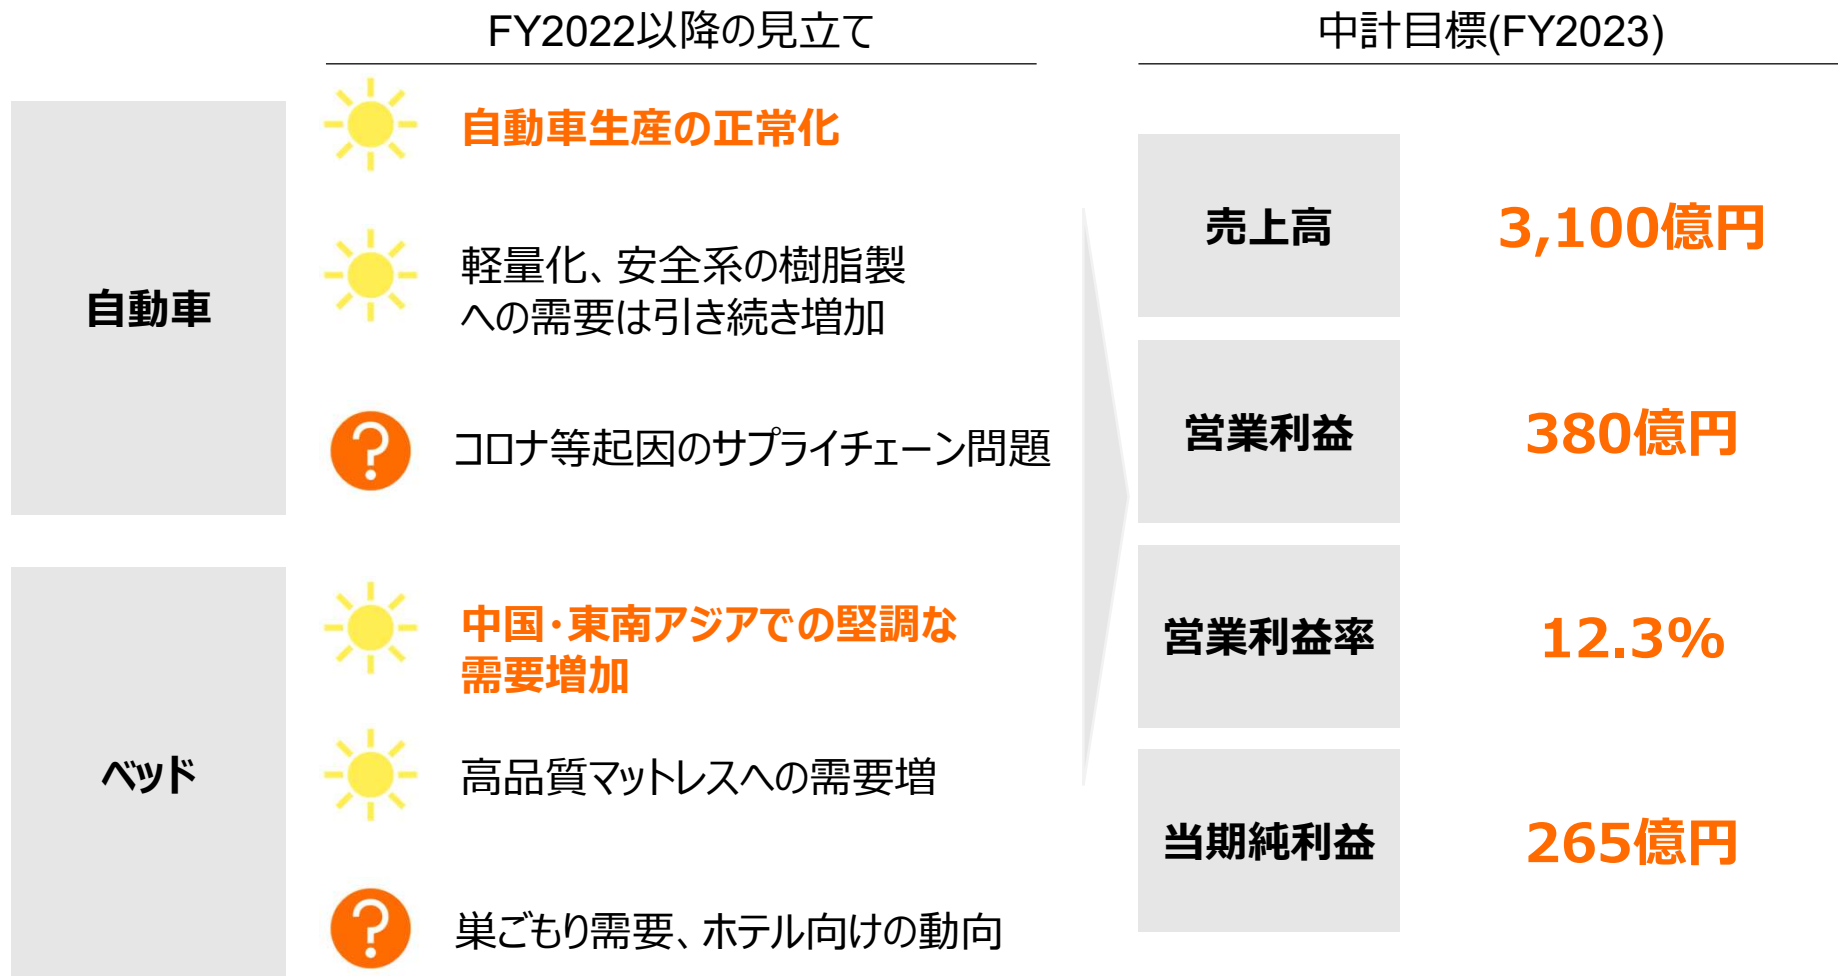 FY2022以降の見立て
自動車
自動車生産の正常化
軽量化、安全系の樹脂製
への需要は引き続き増加
コロナ等起因のサプライチェーン問題
ベッド
中国・東南アジアでの堅調な
需要増加
高品質マットレスへの需要増
巣ごもり需要、ホテル向けの動向
中計目標(FY2023)
売上高
3,100億円
営業利益
380億円
営業利益率
12.3%
当期純利益
265億円